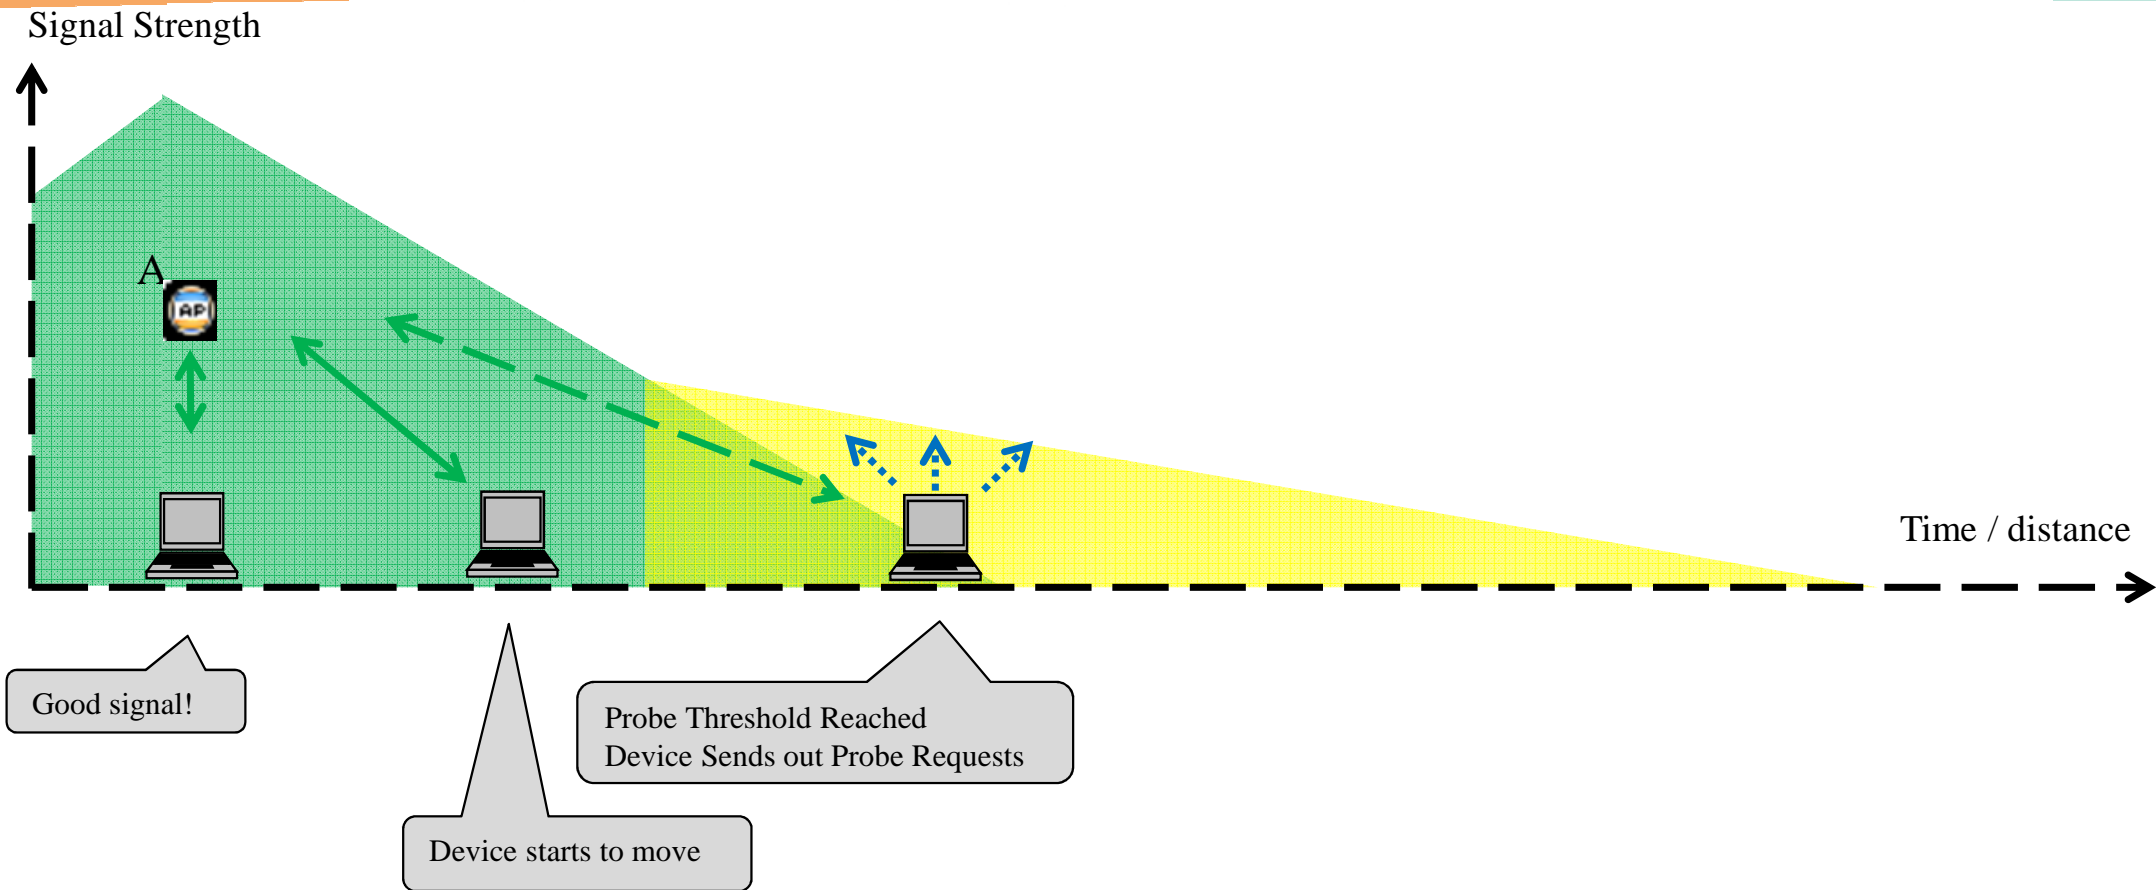 Signal Strength
A
AP
Time / distance
Good signal!
Probe Threshold Reached
Device Sends out Probe Requests
Device starts to move